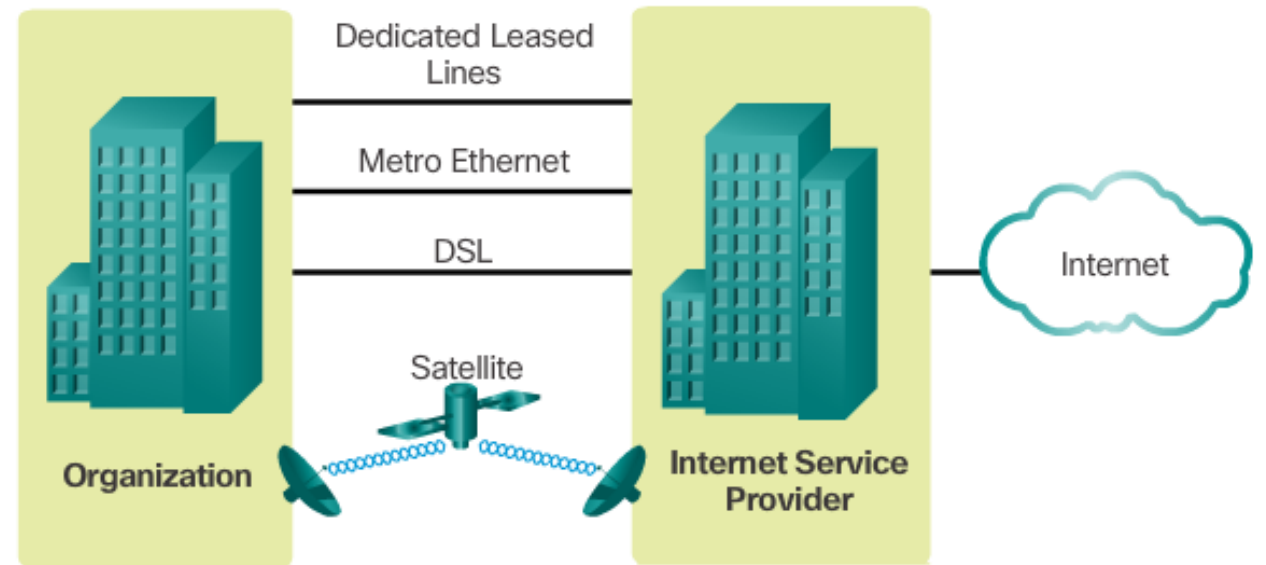 Dedicated Leased
Lines
Metro Ethernet
DSL
Satellite
Organization
Internet Service
Provider
Internet